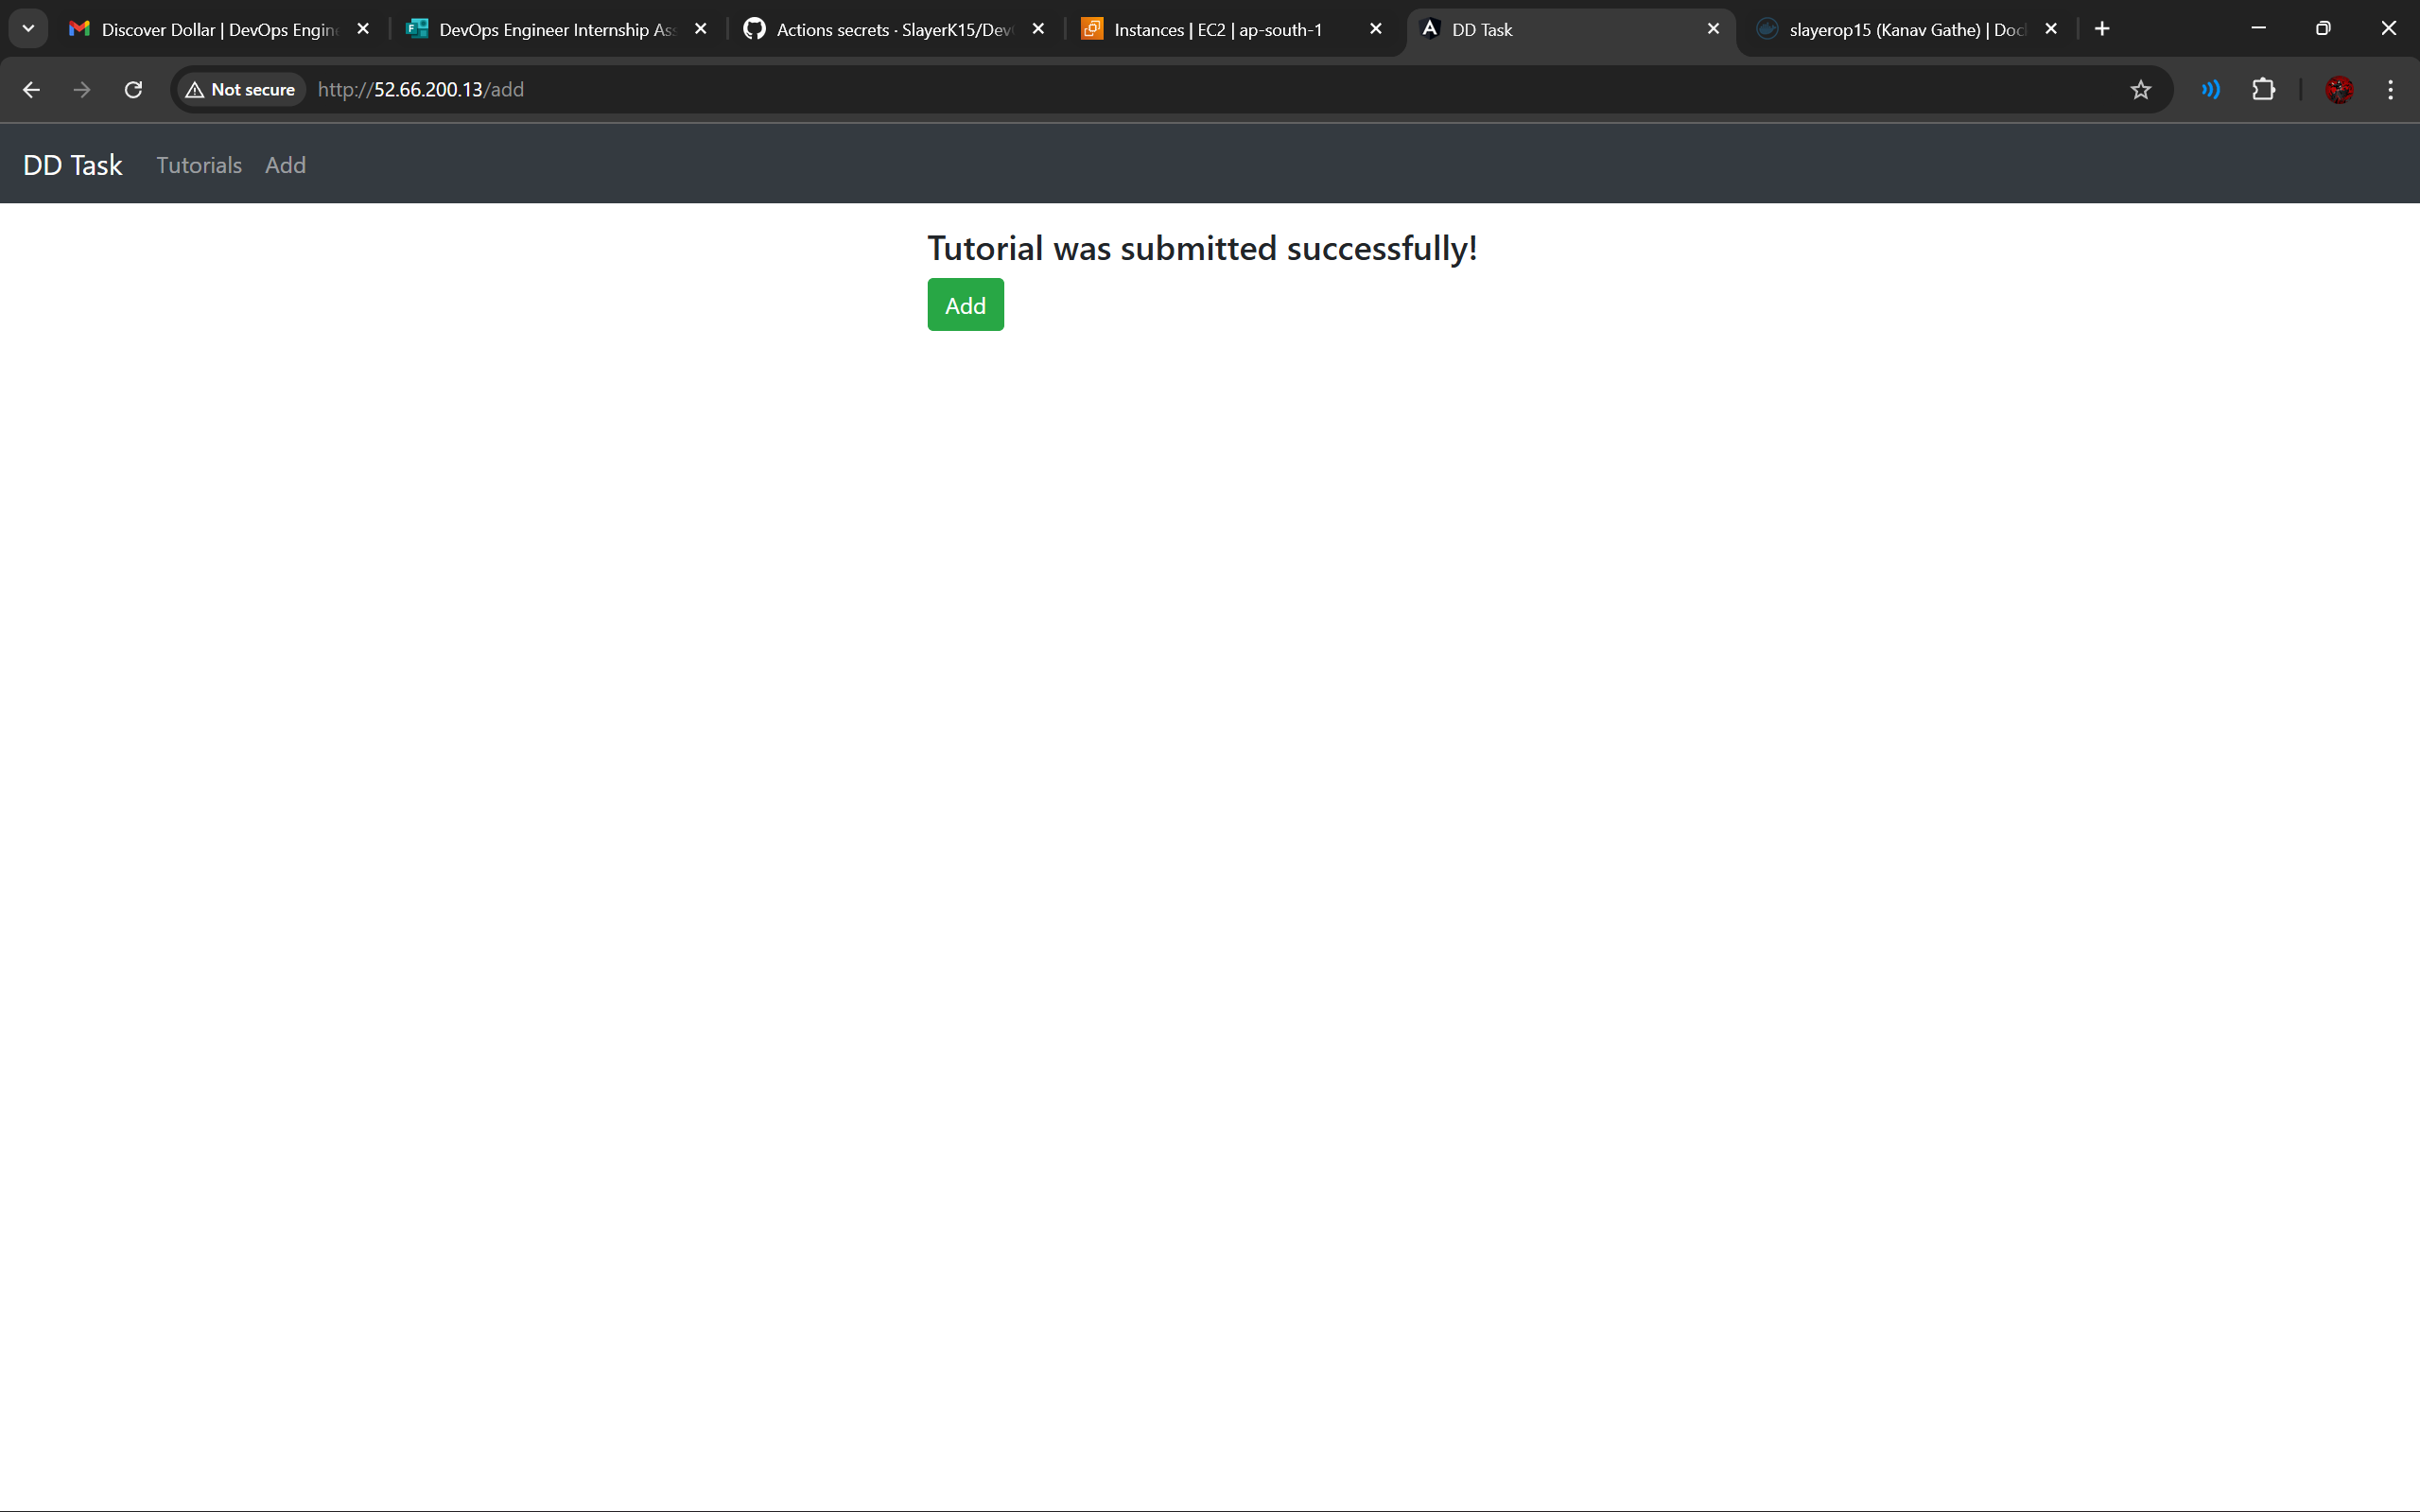 Discover Dollar | DevOps Engin
DevOps Engineer Internship As
Actions secrets · SlayerK15/Dev
Instances | EC2 | ap-south-1
DD Task
slayerop15 (Kanav Gathe) | Doc
Not secure
http://52.66.200.13/add
DD Task
Tutorials
Add
Tutorial was submitted successfully!
Add